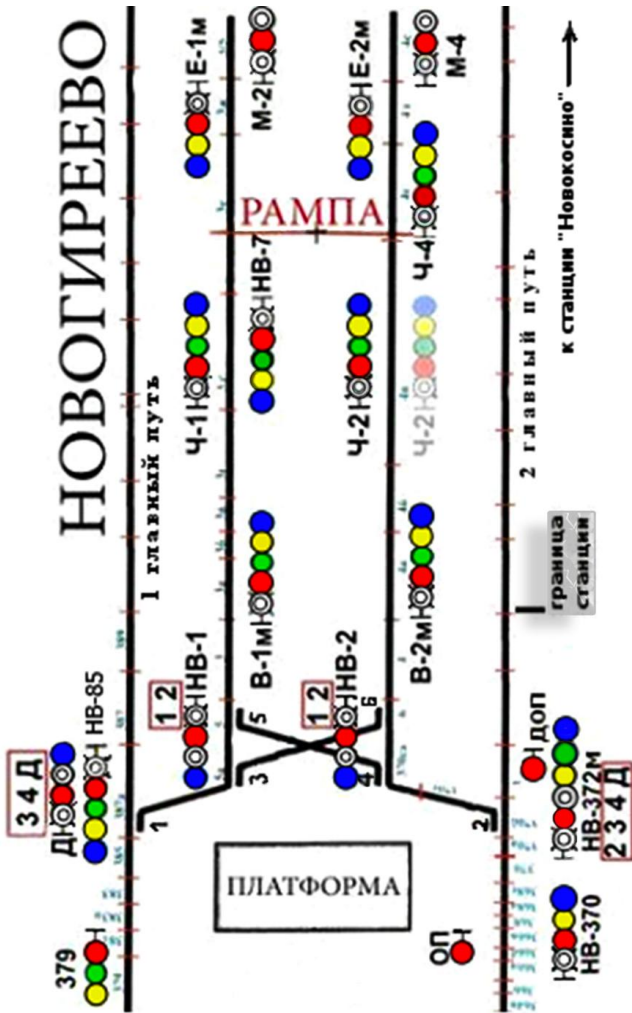 НОВОГИРЕЕВО
1 главный путь
2 главный путь
к станции "Новокосино"
Е-1м
М-2
Е-2м
М-4
РАМПА
НВ-7
Ч-4
Ч-1
Ч-2
Ч-2
В-1м
В-2м
граница
станции
НВ-1
1 2
НВ-2
1 2
5
6
3
4
1
2
НВ-85
3 4 Д
Д
379
ПЛАТФОРМА
ДОП
ОП
НВ-372м
2 3 4 Д
НВ-370